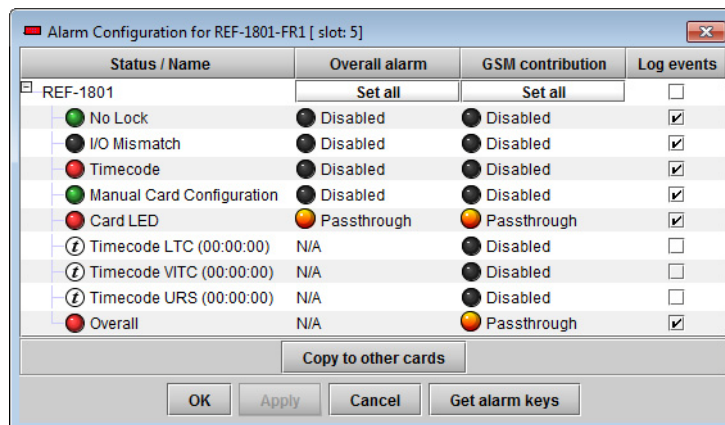 Alarm Configuration for REF-1801-FR1 [ slot: 5]
Status / Name Overall alarm GSM contribution Log events
REF-1801 Set all Set all
No Lock Disabled Disabled
I/O Mismatch Disabled Disabled
Timecode Disabled Disabled
Manual Card Configuration Disabled Disabled
Card LED Passthrough Passthrough
t Timecode LTC (00:00:00) N/A Disabled
t Timecode VITC (00:00:00) N/A Disabled
t Timecode URS (00:00:00) N/A Disabled
Overall N/A Passthrough
Copy to other cards
OK Apply Cancel Get alarm keys